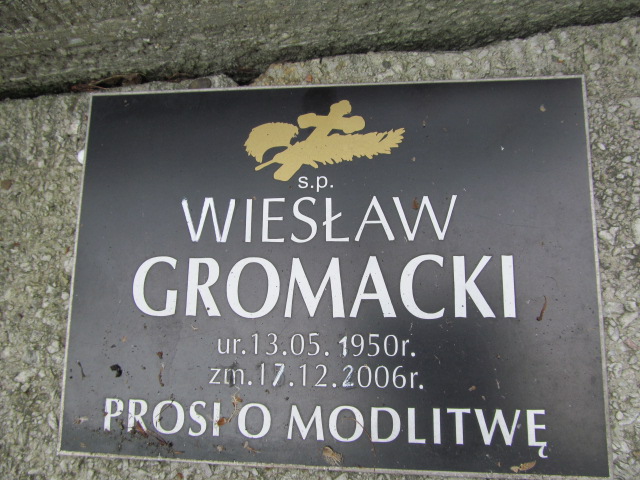 s.p.
WIESŁAW
GROMACKI
ur.13.05.1950r.
zm.17.12.2006r.
PROSI O MODLITWĘ